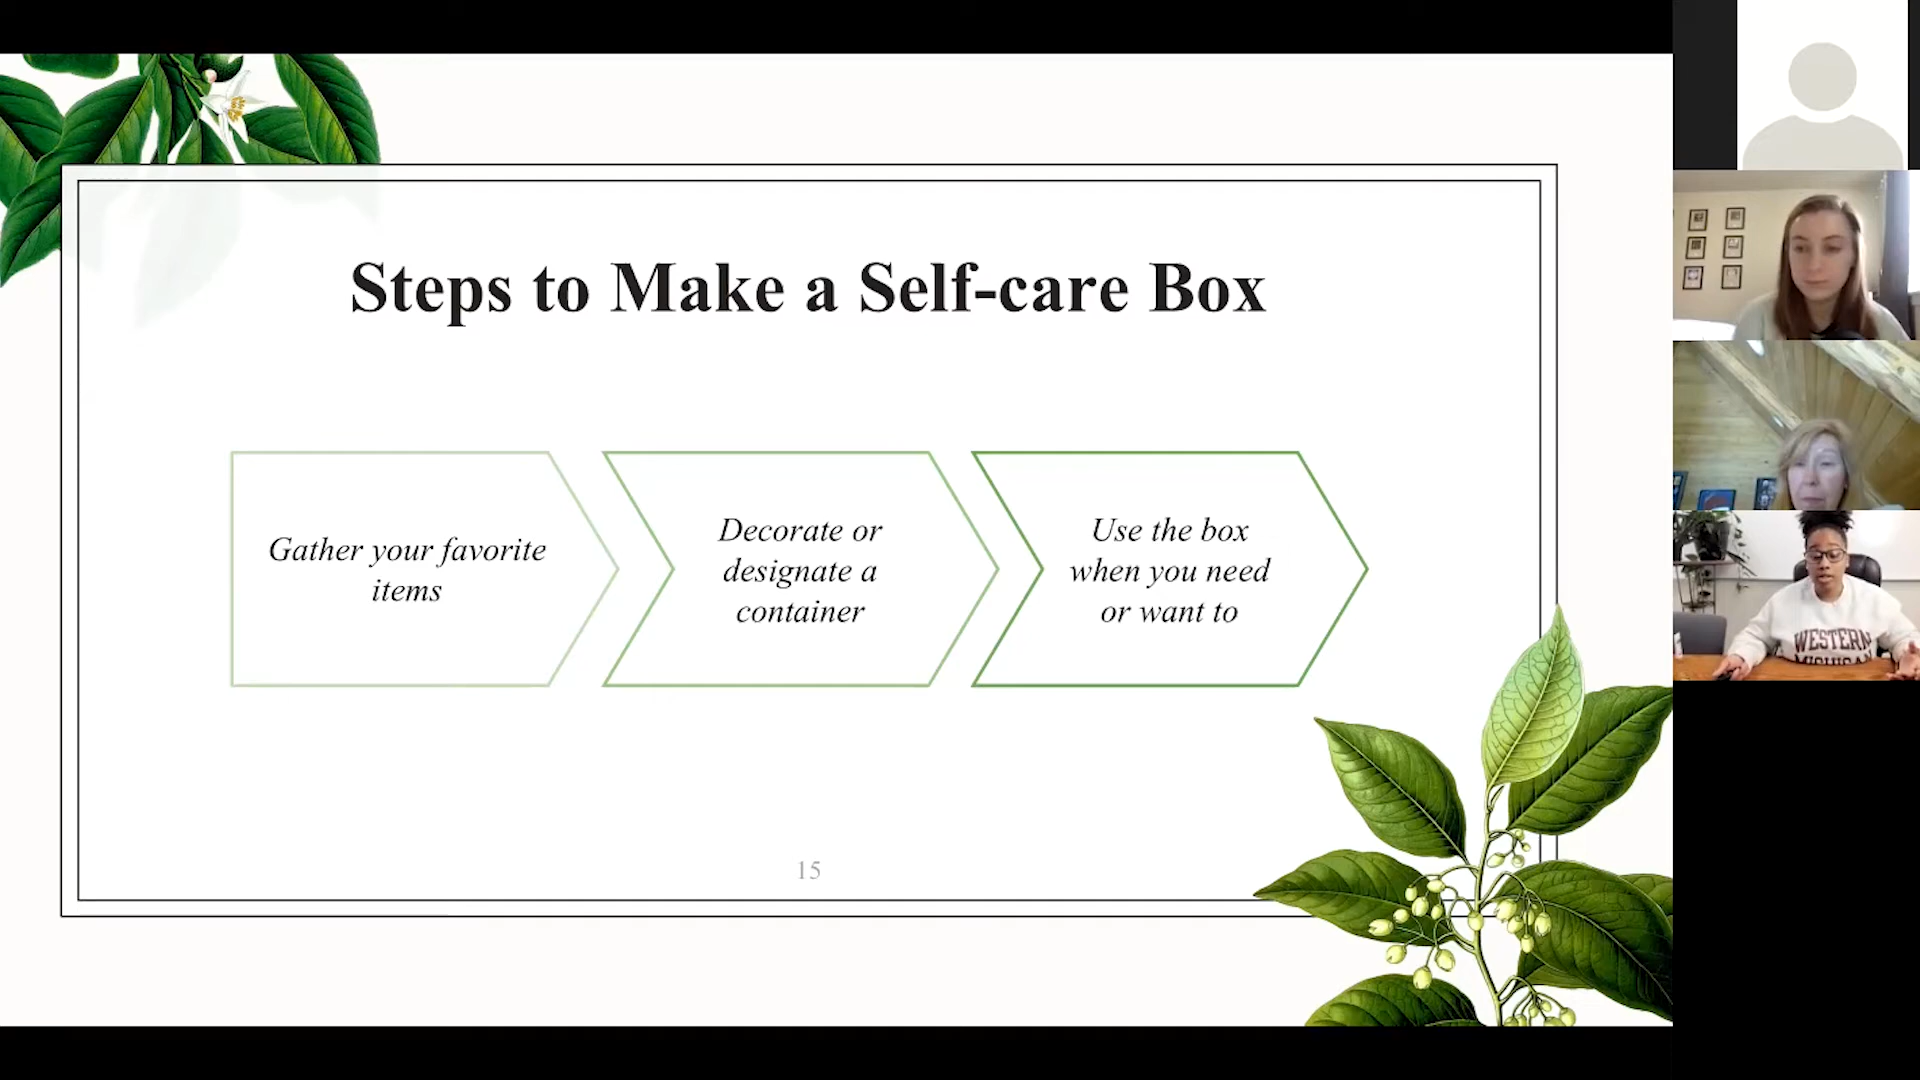 Steps to Make a Self-care Box
Gather your favorite
items
Decorate or
designate a
container
Use the box
when you need
or want to
15
WESTERN
MICHIGAN